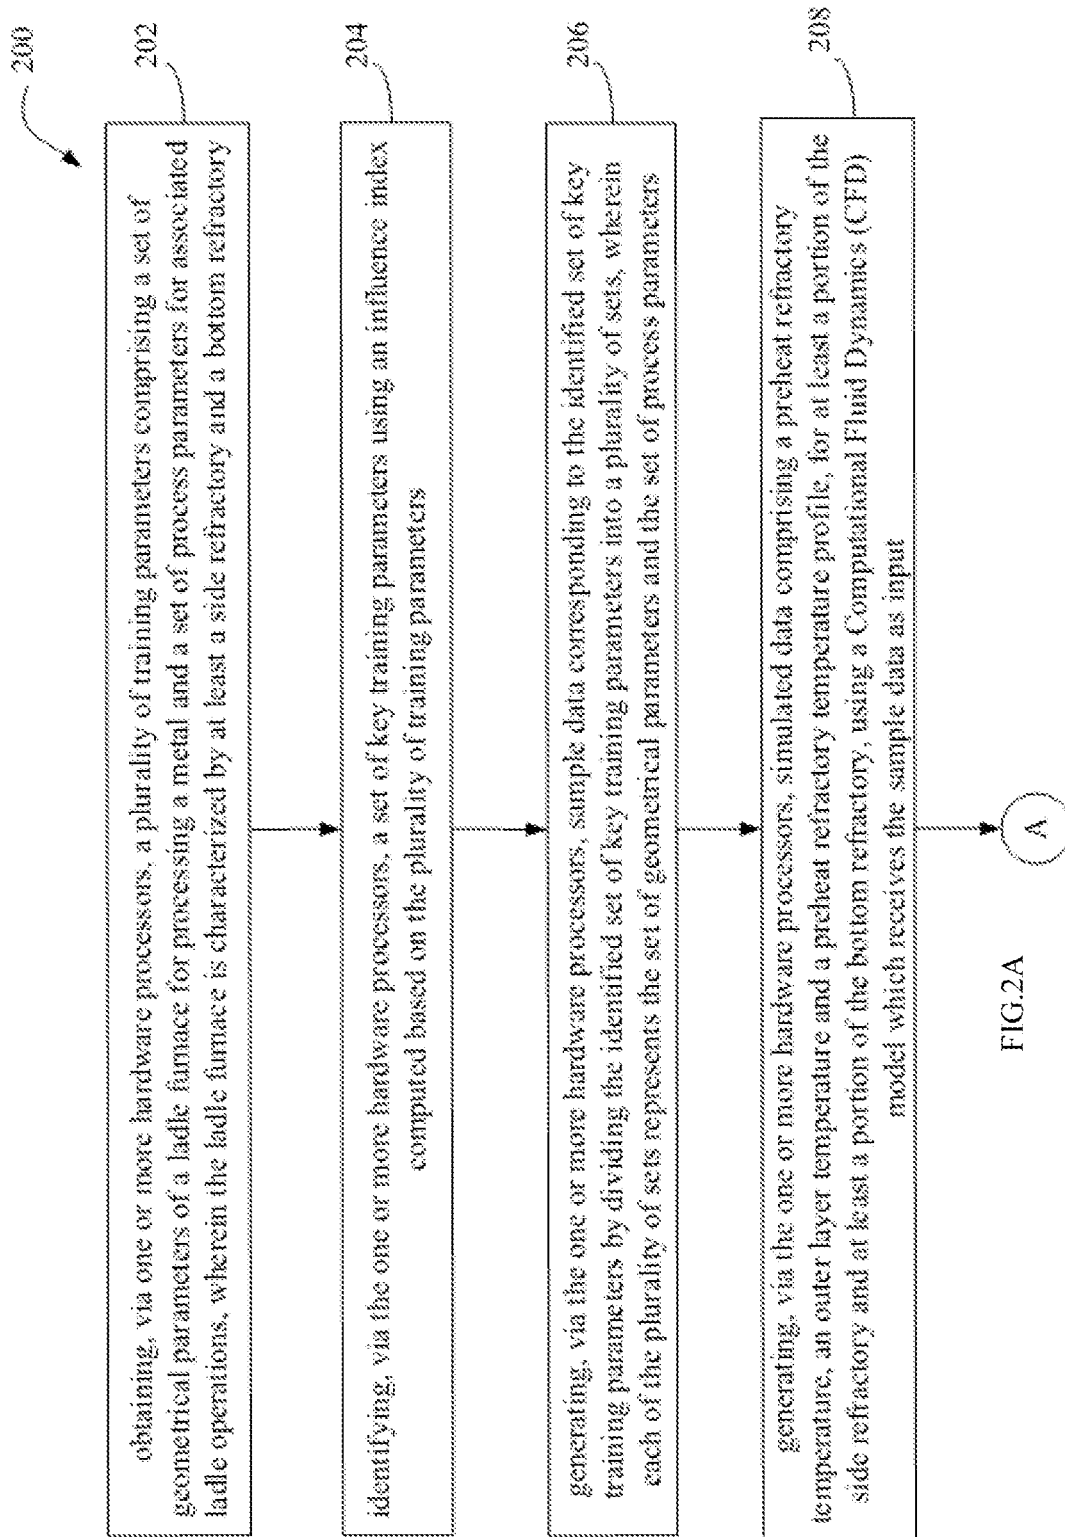 200
obtaining, via one or more hardware processors, a plurality of training parameters comprising a set of
geometrical parameters of a ladle furnace for processing a metal and a set of process parameters for associated
ladle operations, wherein the ladle furnace is characterized by at least a side refractory and a bottom refractory
202
identifying, via the one or more hardware processors, a set of key training parameters using an influence index
computed based on the plurality of training parameters
204
generating, via the one or more hardware processors, sample data corresponding to the identified set of key
training parameters by dividing the identified set of key training parameters into a plurality of sets, wherein
each of the plurality of sets represents the set of geometrical parameters and the set of process parameters
206
generating, via the one or more hardware processors, simulated data comprising a preheat refractory
temperature, an outer layer temperature and a preheat refractory temperature profile, for at least a portion of the
side refractory and at least a portion of the bottom refractory, using a Computational Fluid Dynamics (CFD)
model which receives the sample data as input
208
A
FIG.2A